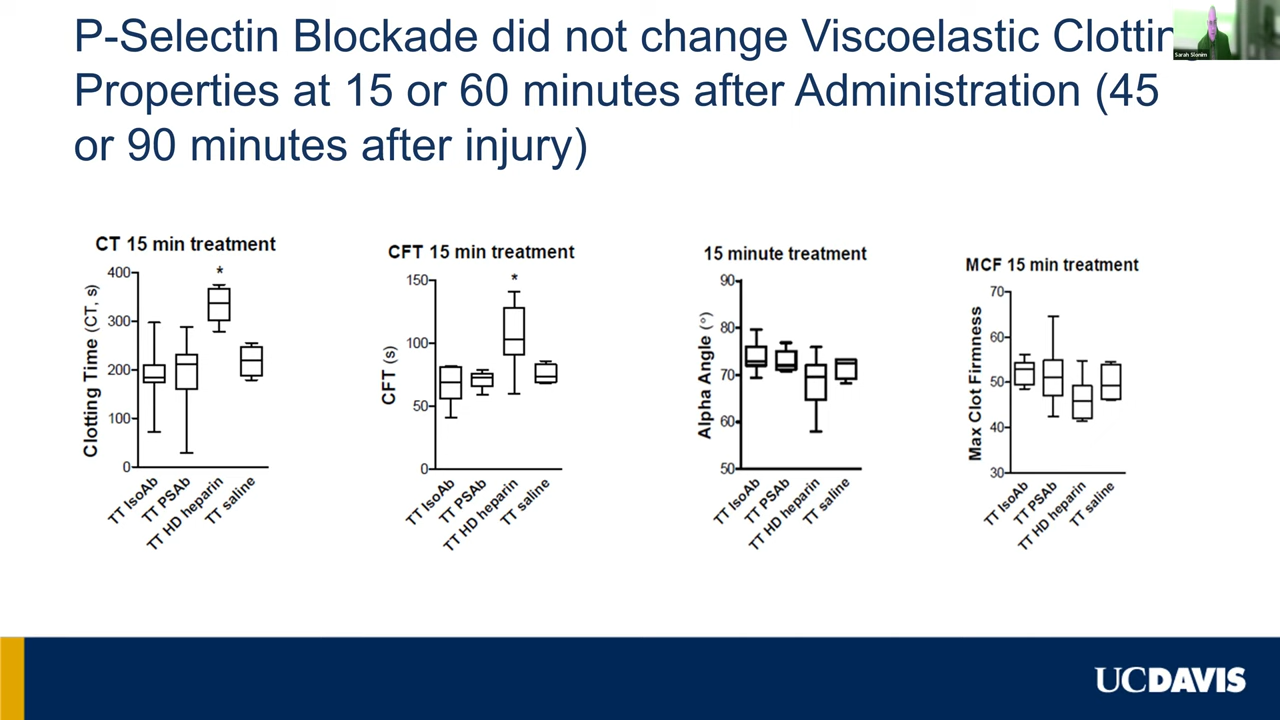 P-Selectin Blockade did not change Viscoelastic Clottin
Properties at 15 or 60 minutes after Administration (45
or 90 minutes after injury)
Sarah Slonim
CT 15 min treatment
Clotting Time (CT, s)
400
300
200
100
0
*
TT IsoAb
TT PSAb
TT HD heparin
TT saline
CFT 15 min treatment
CFT (s)
150
100
50
0
*
TT IsoAb
TT PSAb
TT HD heparin
TT saline
15 minute treatment
Alpha Angle (°)
90
80
70
60
50
TT IsoAb
TT PSAb
TT HD heparin
TT saline
MCF 15 min treatment
Max Clot Firmness
70
60
50
40
30
TT IsoAb
TT PSAb
TT HD heparin
TT saline
UCDAVIS